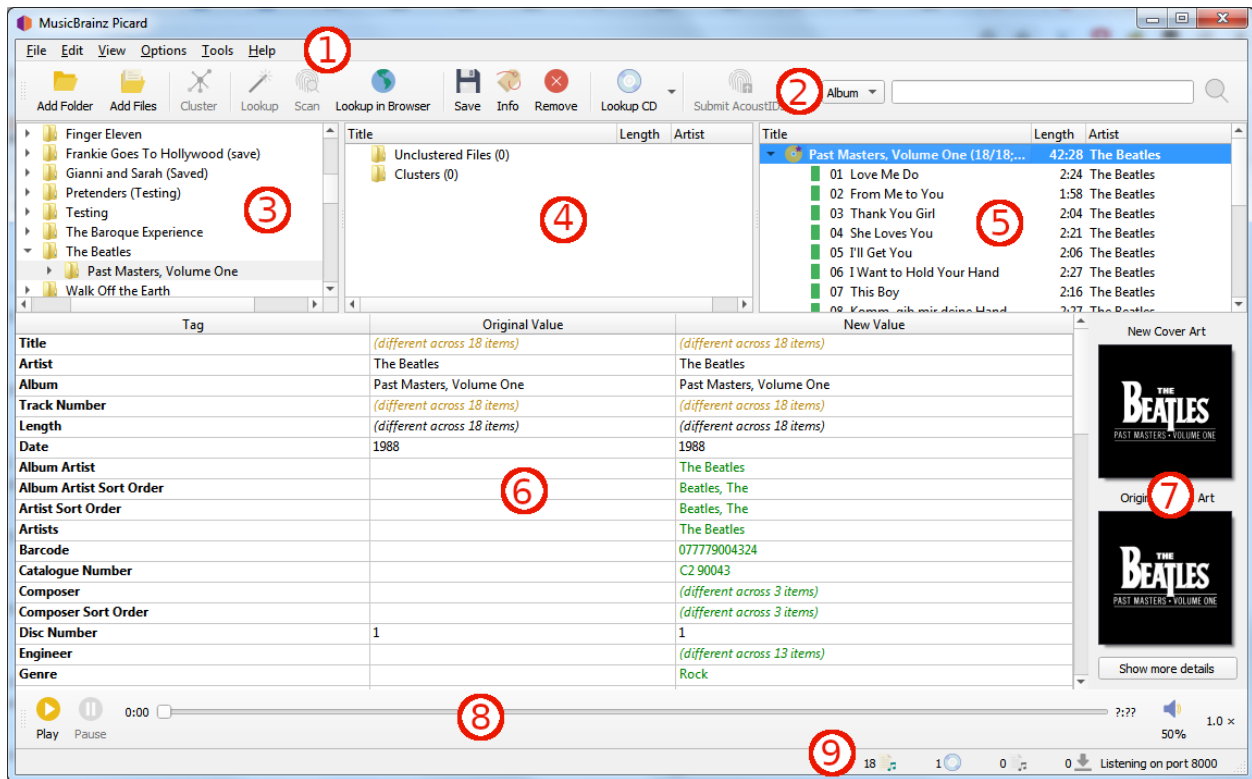 MusicBrainz Picard
File Edit View Options Tools Help
1
Add Folder Add Files Cluster Lookup Scan Lookup in Browser Save Info Remove Lookup CD Submit AcoustIDs
2
Album
Finger Eleven
Frankie Goes To Hollywood (save)
Gianni and Sarah (Saved)
Pretenders (Testing)
Testing
The Baroque Experience
The Beatles
Past Masters, Volume One
Walk Off the Earth
3
Title Length Artist
Unclustered Files (0)
Clusters (0)
4
Title Length Artist
Past Masters, Volume One (18/18;... 42:28 The Beatles
01 Love Me Do 2:24 The Beatles
02 From Me to You 1:58 The Beatles
03 Thank You Girl 2:04 The Beatles
04 She Loves You 2:21 The Beatles
05 I'll Get You 2:06 The Beatles
06 I Want to Hold Your Hand 2:27 The Beatles
07 This Boy 2:16 The Beatles
08 Komm, gib mir deine Hand 2:27 The Beatles
5
Tag Original Value New Value
Title (different across 18 items) (different across 18 items)
Artist The Beatles The Beatles
Album Past Masters, Volume One Past Masters, Volume One
Track Number (different across 18 items) (different across 18 items)
Length (different across 18 items) (different across 18 items)
Date 1988 1988
Album Artist The Beatles
Album Artist Sort Order Beatles, The
Artist Sort Order Beatles, The
Artists The Beatles
Barcode 077779004324
Catalogue Number C2 90043
Composer (different across 3 items)
Composer Sort Order (different across 3 items)
Disc Number 1 1
Engineer (different across 13 items)
Genre Rock
6
New Cover Art
THE
BEATLES
PAST MASTERS • VOLUME ONE
7
Art
THE
BEATLES
PAST MASTERS • VOLUME ONE
Show more details
Play Pause 0:00 8 ?:?? 50% 1.0 ×
9
18 1 0 0 Listening on port 8000